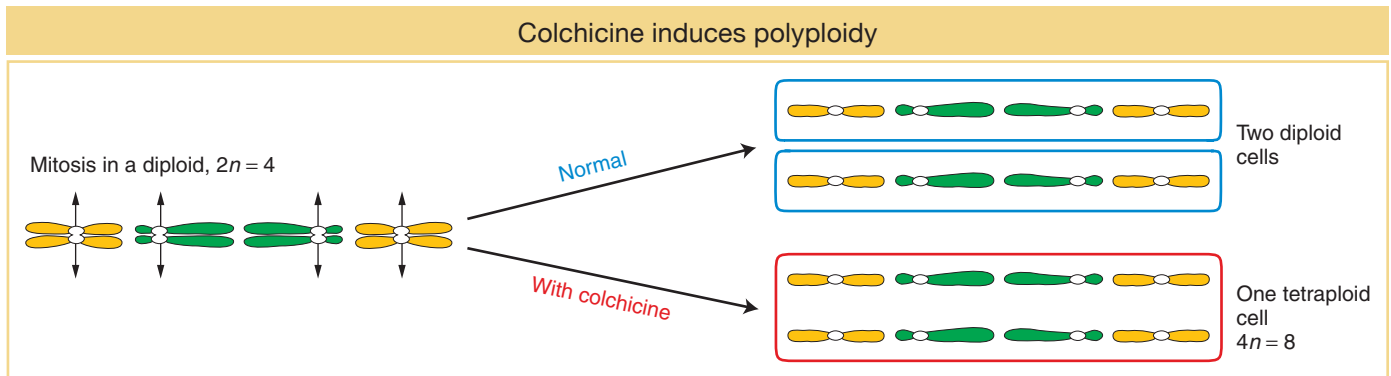 Colchicine induces polyploidy
Mitosis in a diploid, 2n = 4
Normal
With colchicine
Two diploid
cells
One tetraploid
cell
4n = 8